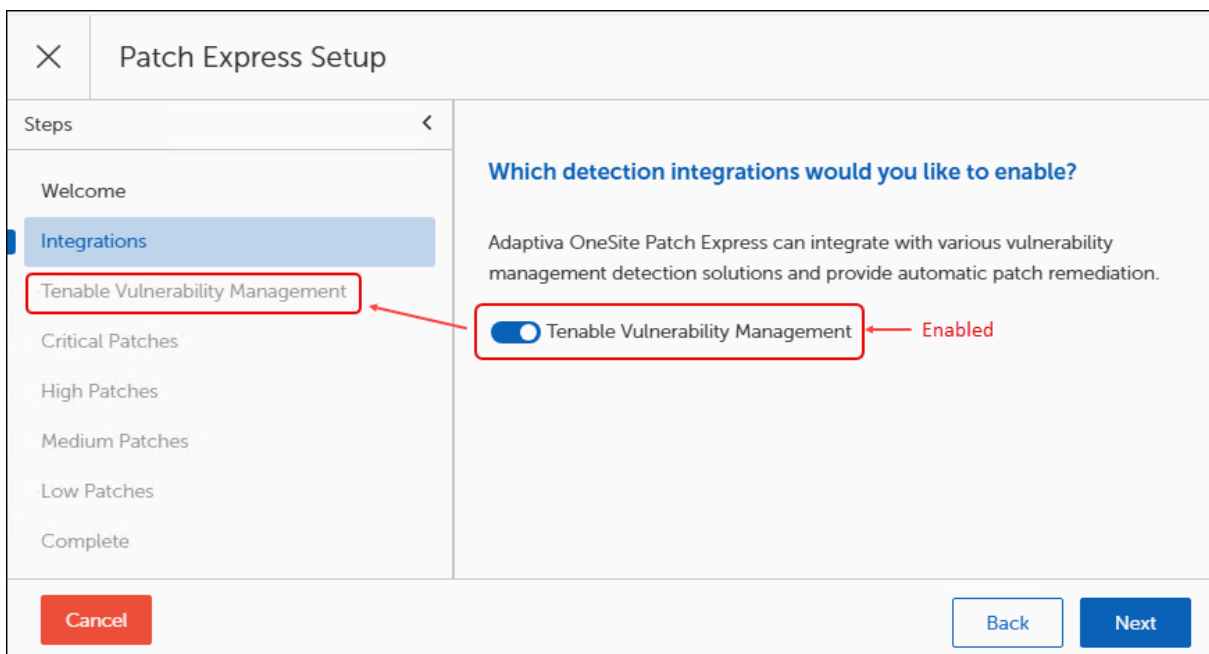 Patch Express Setup
Steps
Welcome
Integrations
Tenable Vulnerability Management
Critical Patches
High Patches
Medium Patches
Low Patches
Complete
Which detection integrations would you like to enable?
Adaptiva OneSite Patch Express can integrate with various vulnerability
management detection solutions and provide automatic patch remediation.
Tenable Vulnerability Management
Enabled
Cancel
Back
Next